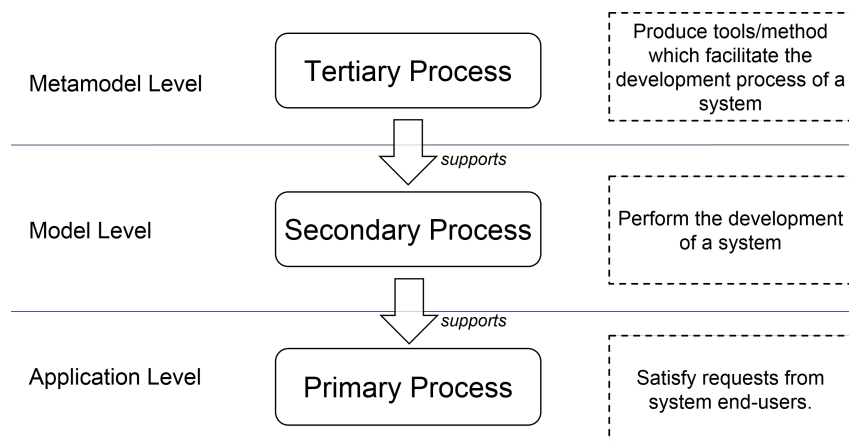 Metamodel Level
Tertiary Process
Produce tools/method
which facilitate the
development process of a
system
supports
Model Level
Secondary Process
Perform the development
of a system
supports
Application Level
Primary Process
Satisfy requests from
system end-users.